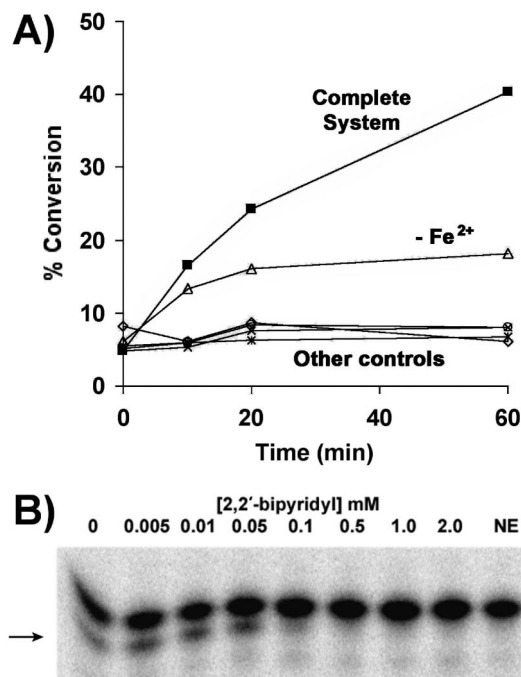 A)
50
40
30
20
10
0
% Conversion
Complete
System
- Fe²⁺
Other controls
0 20 40 60
Time (min)
B)
[2,2′-bipyridyl] mM
0 0.005 0.01 0.05 0.1 0.5 1.0 2.0 NE